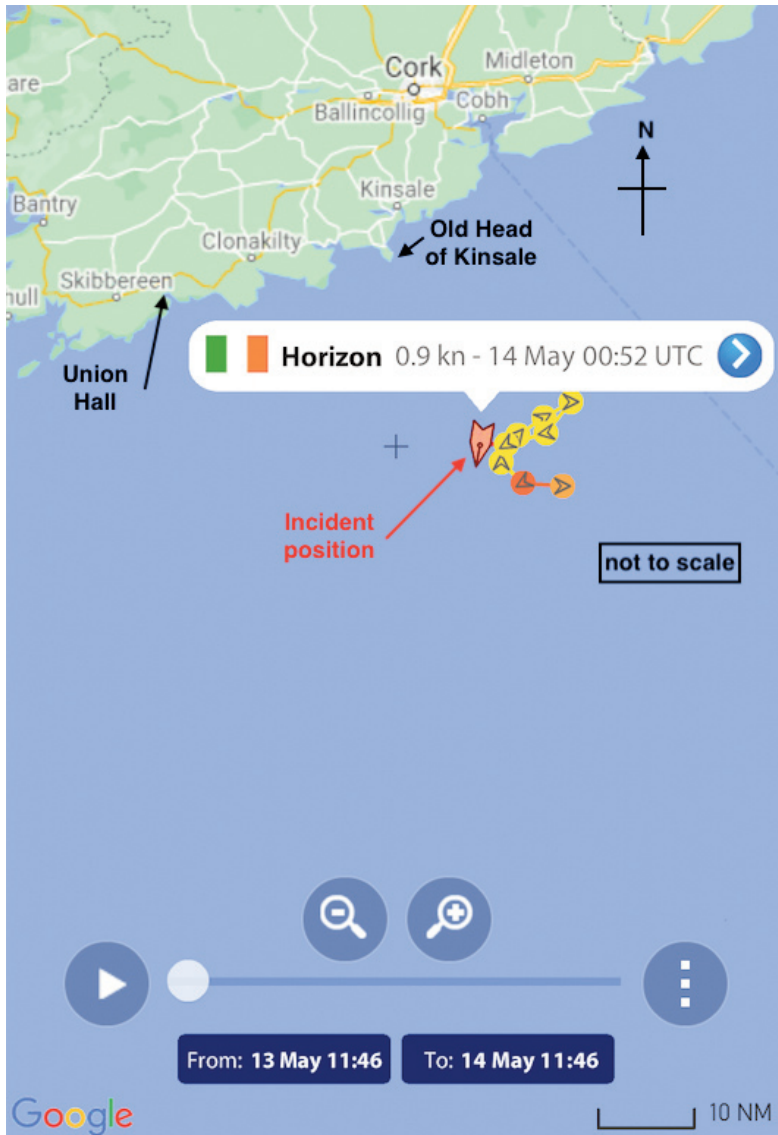 Cork
Midleton
are
Ballincollig
Cobh
N
Kinsale
Bantry
Old Head
of Kinsale
Clonakilty
Skibbereen
null
Horizon 0.9 kn - 14 May 00:52 UTC
Union
Hall
Incident
position
not to scale
From: 13 May 11:46
To: 14 May 11:46
Google
10 NM